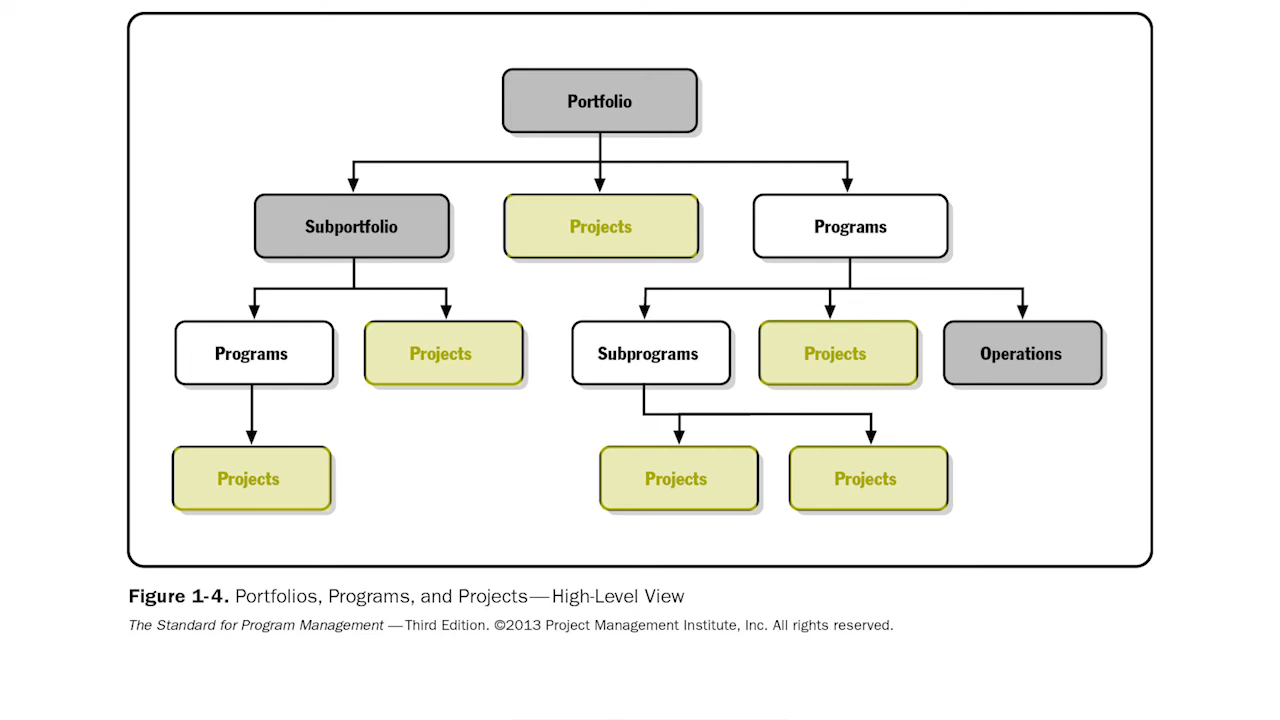 Portfolio
Subportfolio
Projects
Programs
Programs
Projects
Subprograms
Projects
Operations
Projects
Projects
Projects
Figure 1-4. Portfolios, Programs, and Projects—High-Level View
The Standard for Program Management — Third Edition. ©2013 Project Management Institute, Inc. All rights reserved.